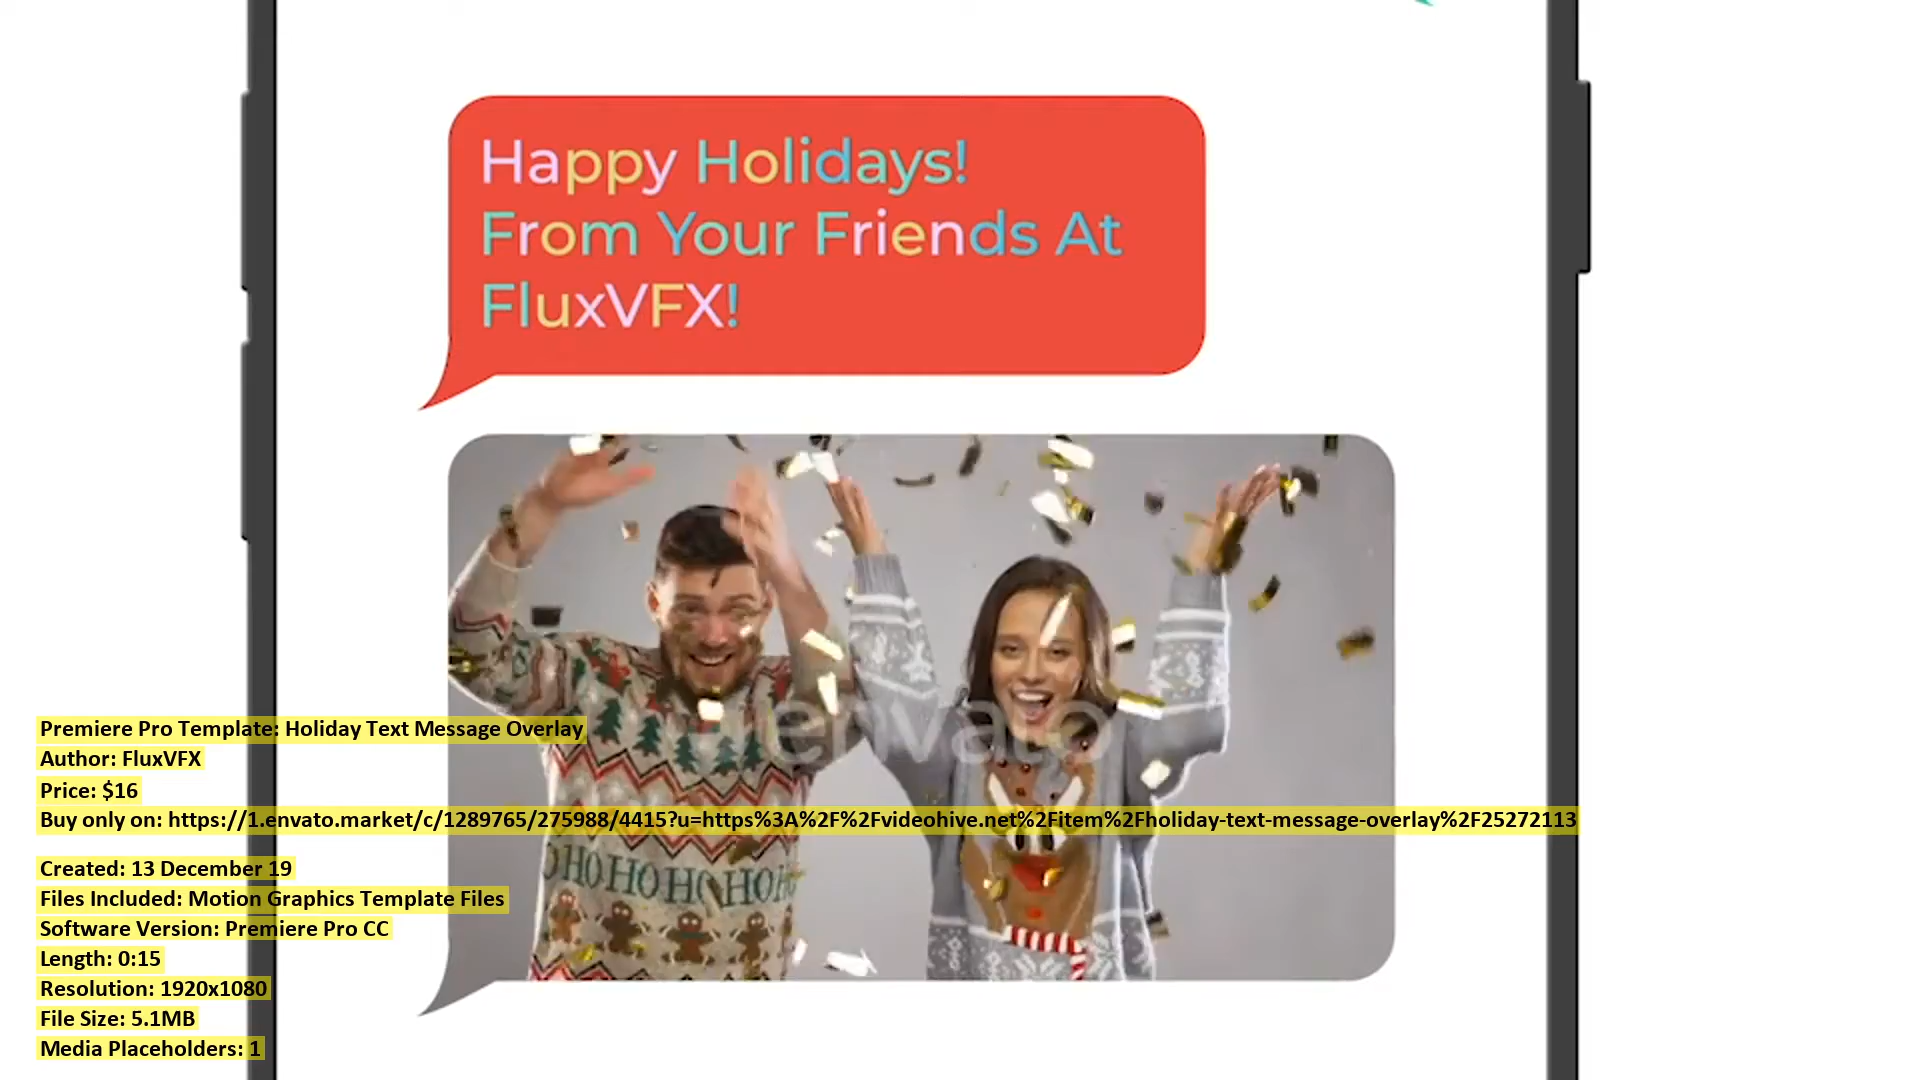 Happy Holidays!
From Your Friends At
FluxVFX!
envato
Premiere Pro Template: Holiday Text Message Overlay
Author: FluxVFX
Price: $16
Buy only on: https://1.envato.market/c/1289765/275988/4415?u=https%3A%2F%2Fvideohive.net%2Fitem%2Fholiday-text-message-overlay%2F25272113
OHOHOHOHOHO
Created: 13 December 19
Files Included: Motion Graphics Template Files
Software Version: Premiere Pro CC
Length: 0:15
Resolution: 1920x1080
File Size: 5.1MB
Media Placeholders: 1